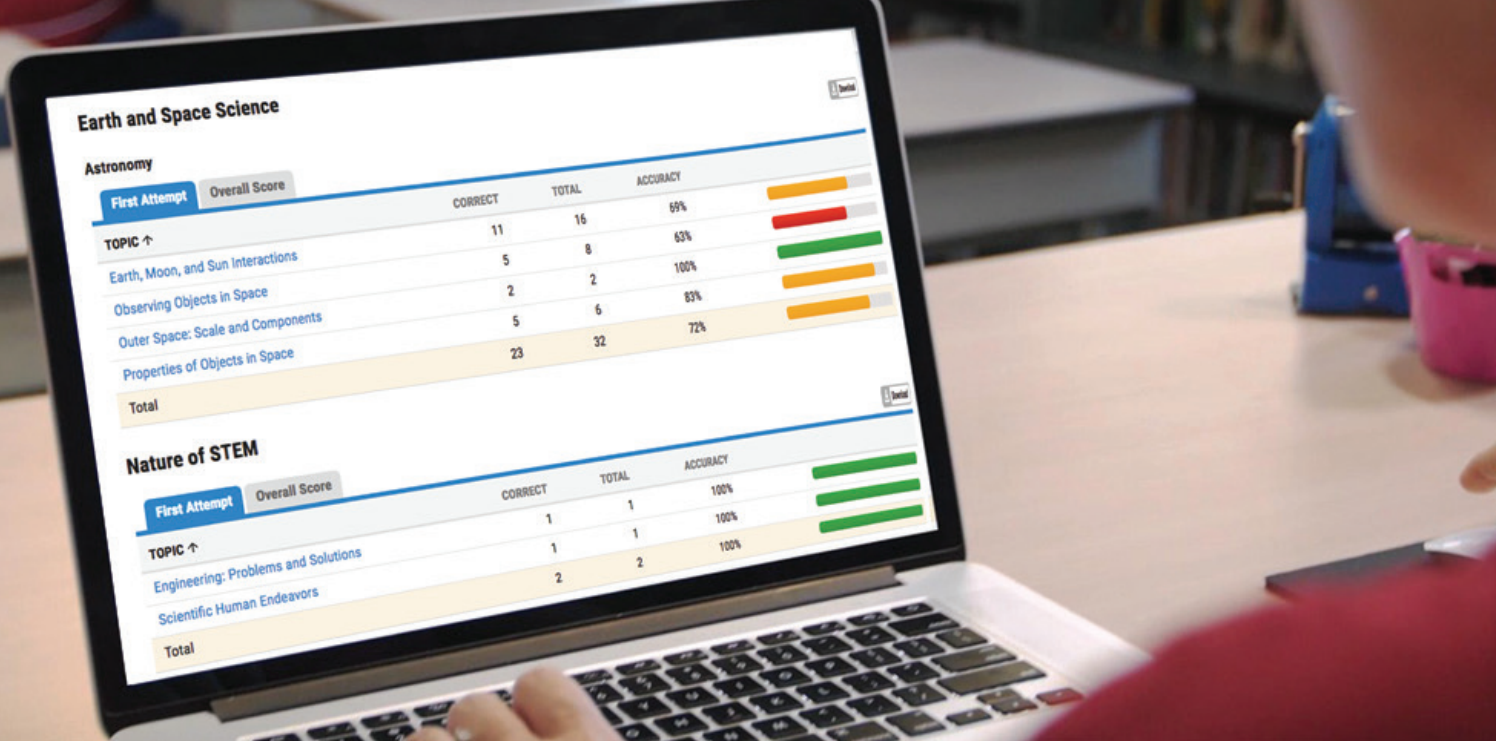 Earth and Space Science
Download
Astronomy
First Attempt Overall Score
TOPIC ↑ CORRECT TOTAL ACCURACY
Earth, Moon, and Sun Interactions 11 16 69%
Observing Objects in Space 5 8 63%
Outer Space: Scale and Components 2 2 100%
Properties of Objects in Space 5 6 83%
Total 23 32 72%
Nature of STEM
Download
First Attempt Overall Score
TOPIC ↑ CORRECT TOTAL ACCURACY
Engineering: Problems and Solutions 1 1 100%
Scientific Human Endeavors 1 1 100%
Total 2 2 100%